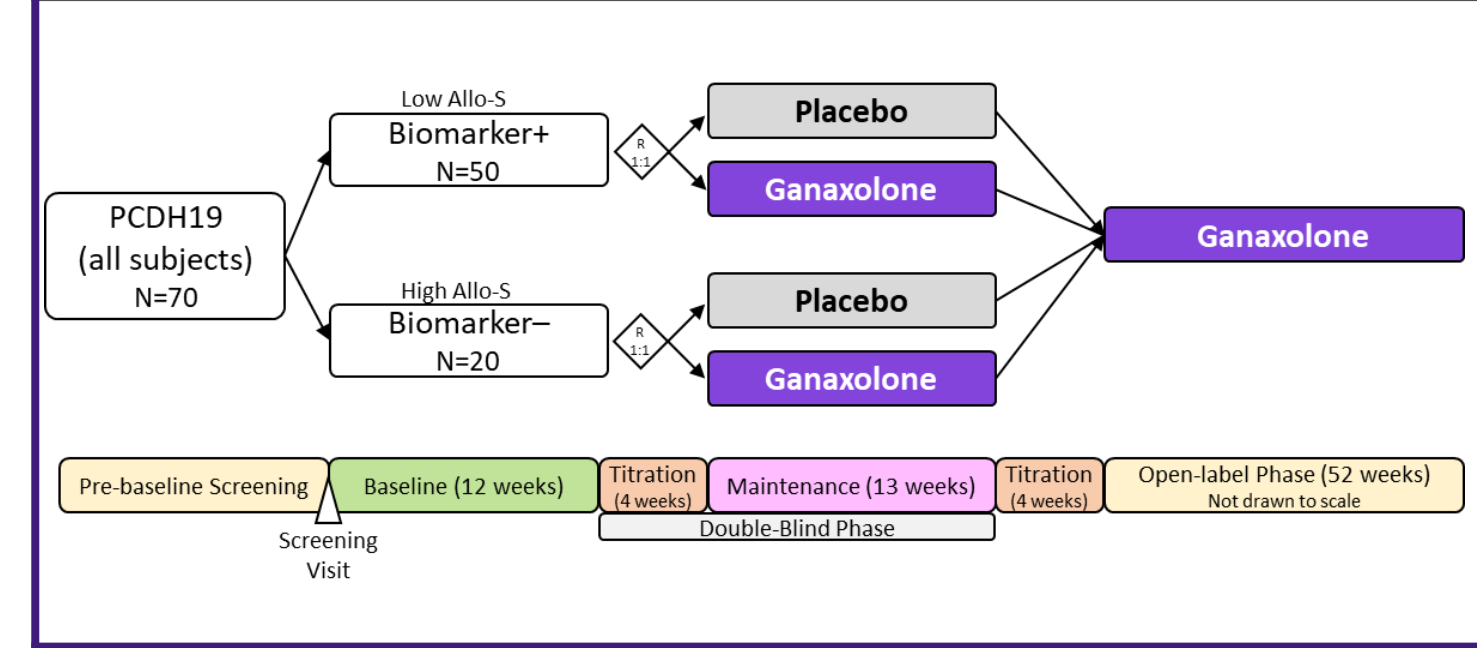 Low Allo-S
Biomarker+
N=50
R
1:1
Placebo
Ganaxolone
PCDH19
(all subjects)
N=70
Ganaxolone
High Allo-S
Biomarker–
N=20
R
1:1
Placebo
Ganaxolone
Pre-baseline Screening
Baseline (12 weeks)
Titration
(4 weeks)
Maintenance (13 weeks)
Titration
(4 weeks)
Open-label Phase (52 weeks)
Not drawn to scale
Double-Blind Phase
Screening
Visit